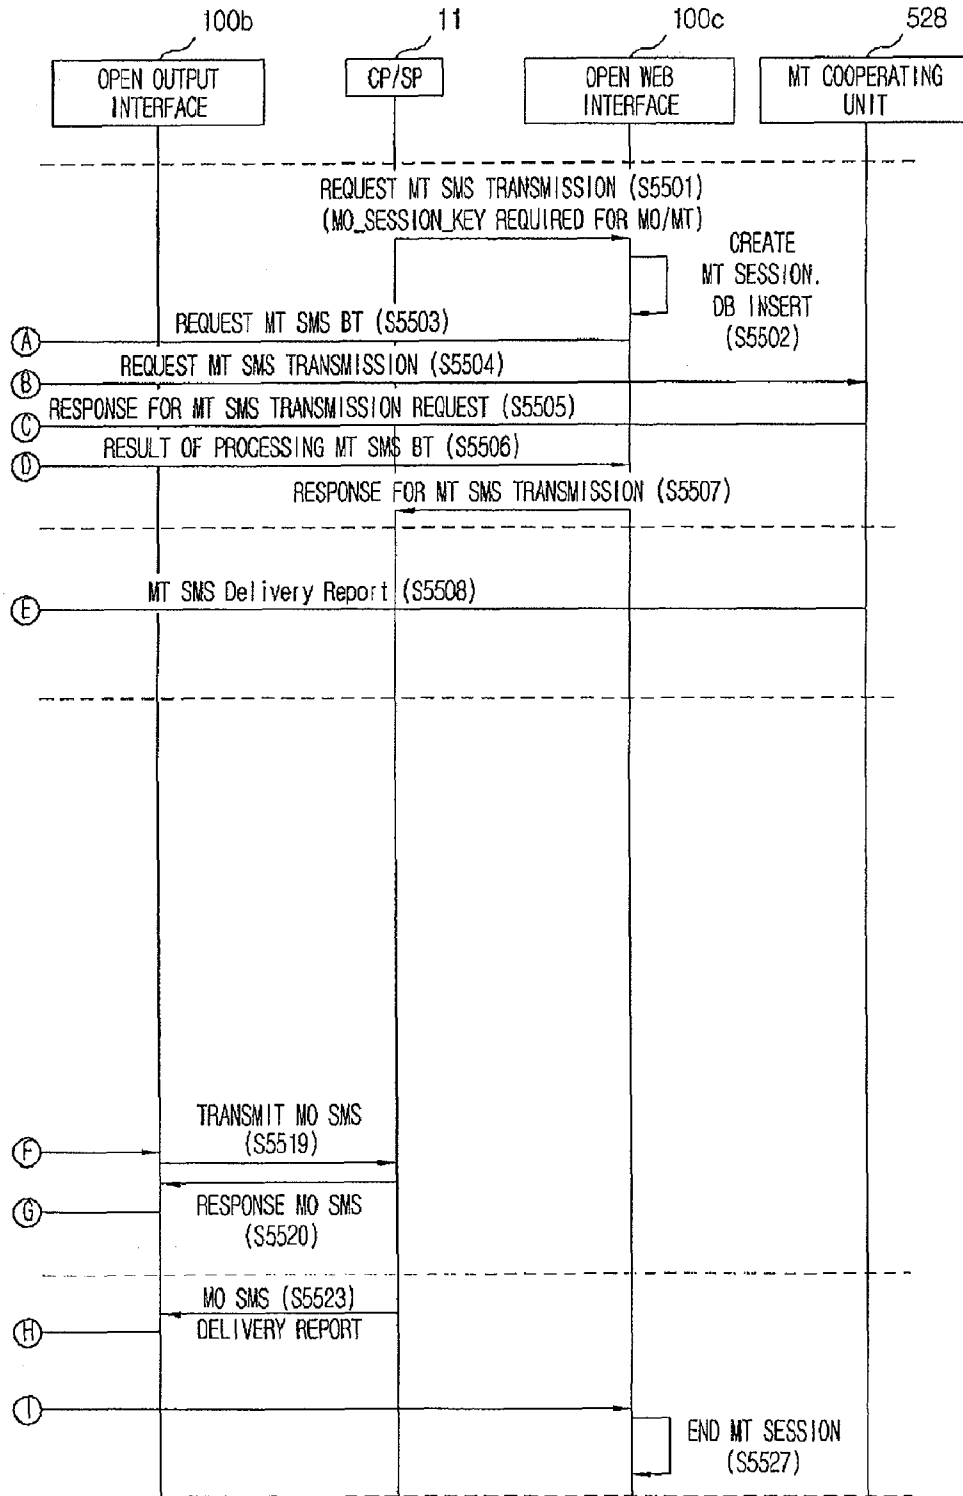 100b
11
100c
528
OPEN OUTPUT
INTERFACE
CP/SP
OPEN WEB
INTERFACE
MT COOPERATING
UNIT
REQUEST MT SMS TRANSMISSION (S5501)
(MO_SESSION_KEY REQUIRED FOR MO/MT)
CREATE
MT SESSION.
DB INSERT
(S5502)
REQUEST MT SMS BT (S5503)
A
REQUEST MT SMS TRANSMISSION (S5504)
B
RESPONSE FOR MT SMS TRANSMISSION REQUEST (S5505)
C
RESULT OF PROCESSING MT SMS BT (S5506)
D
RESPONSE FOR MT SMS TRANSMISSION (S5507)
MT SMS Delivery Report (S5508)
E
TRANSMIT MO SMS
(S5519)
F
RESPONSE MO SMS
(S5520)
G
MO SMS (S5523)
DELIVERY REPORT
H
I
END MT SESSION
(S5527)